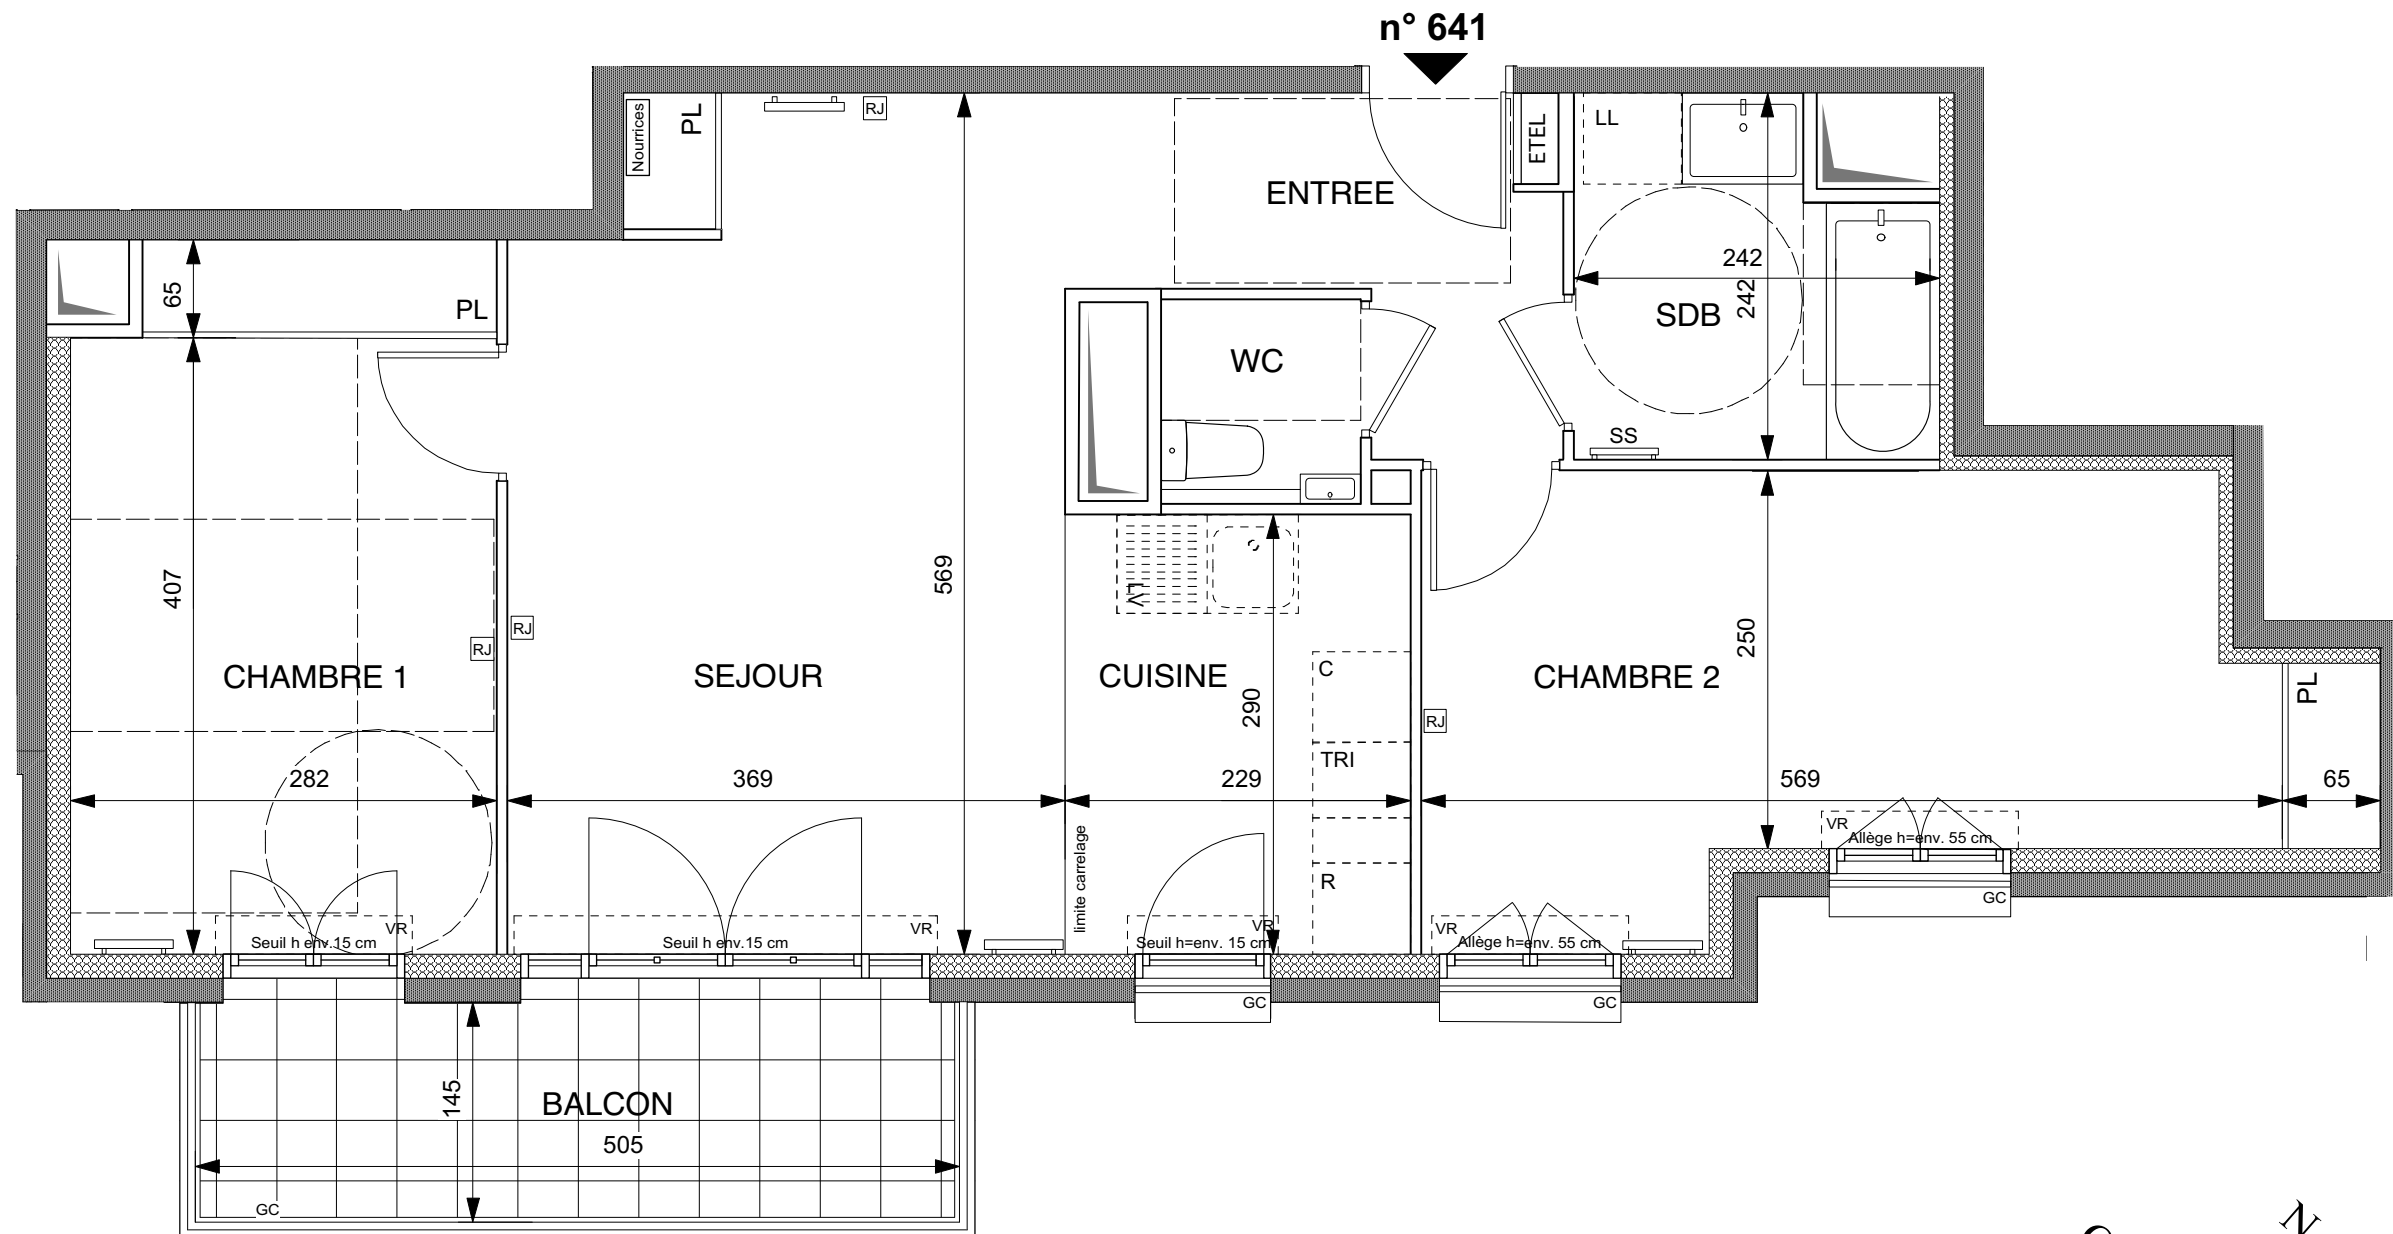 n° 641
Nourrices
PL
RJ
ENTREE
ETEL
LL
242
242
SDB
65
PL
WC
SS
407
569
LV
RJ
RJ
CHAMBRE 1
SEJOUR
CUISINE
290
C
CHAMBRE 2
250
RJ
PL
TRI
282
369
229
569
65
limite carrelage
R
VR
Allège h=env. 55 cm
GC
VR
Seuil h env.15 cm
VR
Seuil h env.15 cm
VR
Seuil h=env. 15 cm
VR
Allège h=env. 55 cm
GC
GC
145
BALCON
505
GC
N